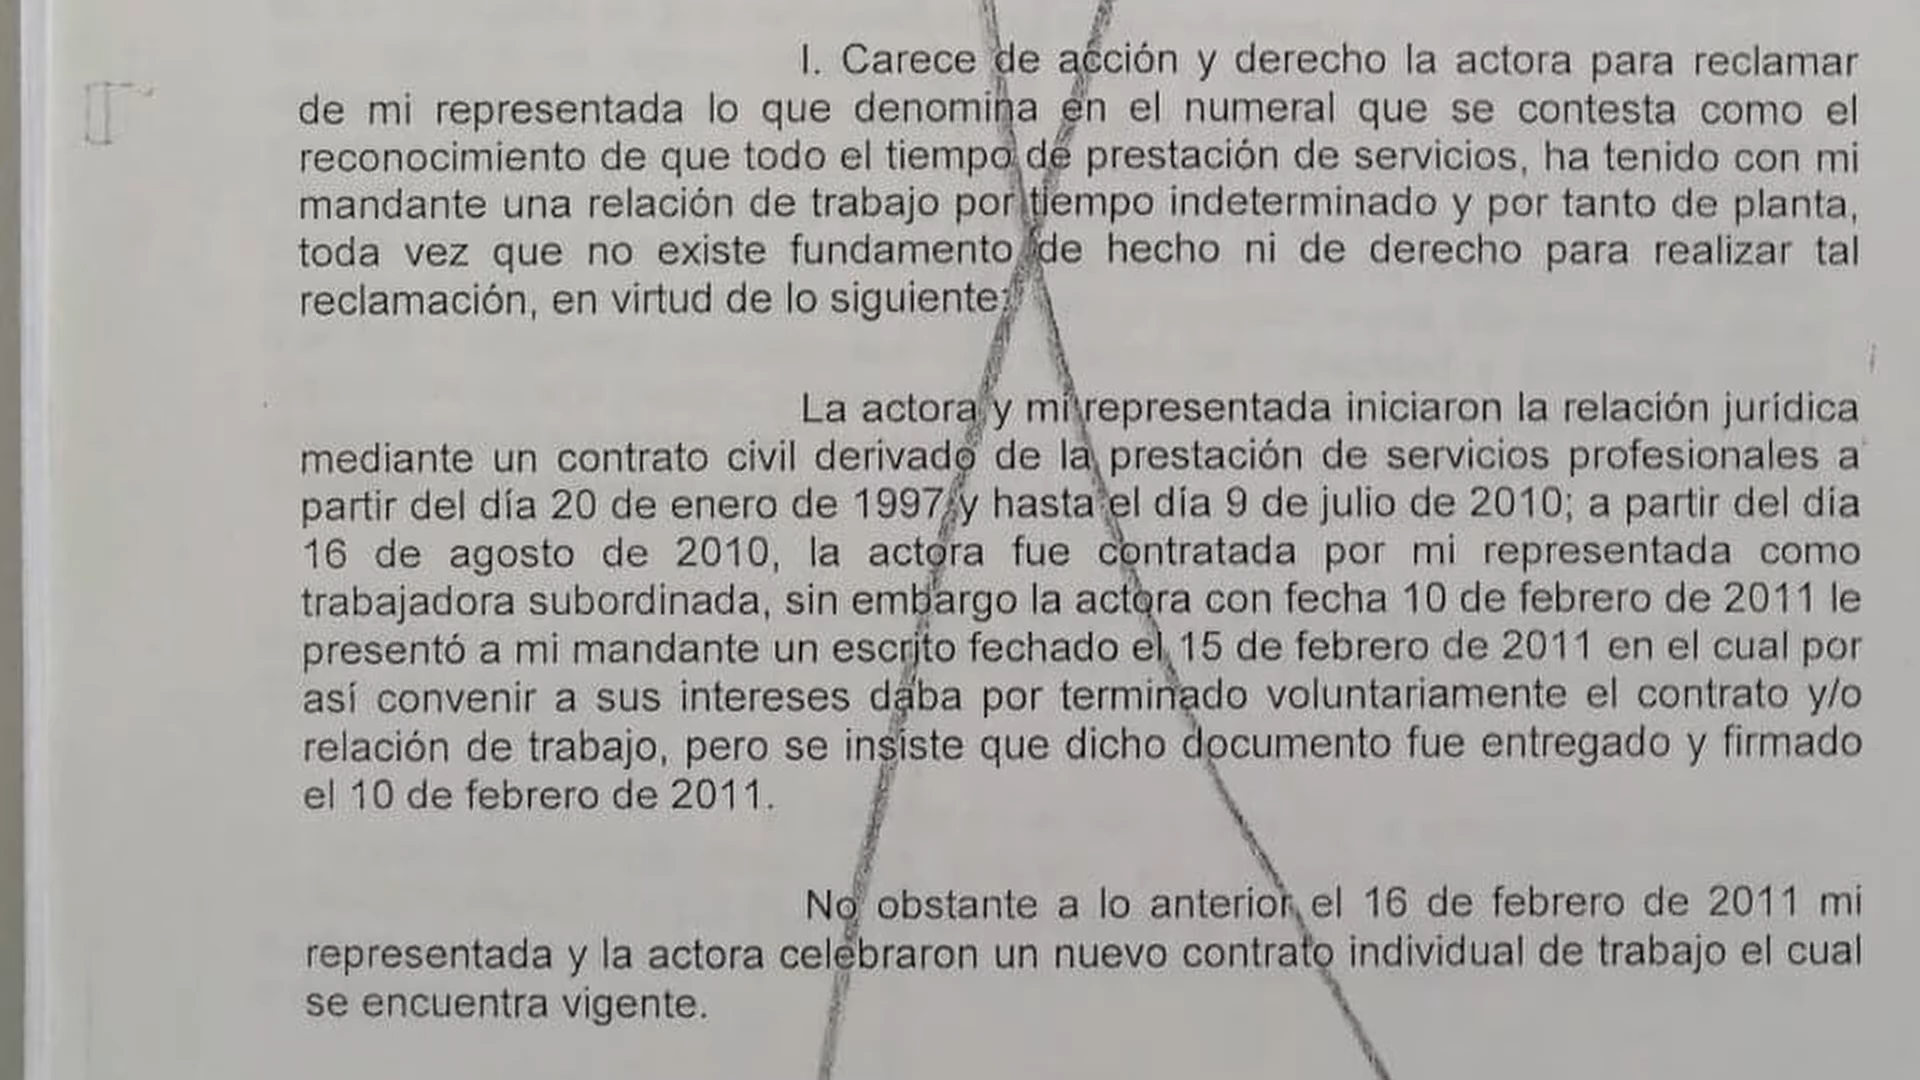 I. Carece de acción y derecho la actora para reclamar
de mi representada lo que denomina en el numeral que se contesta como el
reconocimiento de que todo el tiempo de prestación de servicios, ha tenido con mi
mandante una relación de trabajo por tiempo indeterminado y por tanto de planta,
toda vez que no existe fundamento de hecho ni de derecho para realizar tal
reclamación, en virtud de lo siguiente:
La actora y mi representada iniciaron la relación jurídica
mediante un contrato civil derivado de la prestación de servicios profesionales a
partir del día 20 de enero de 1997 y hasta el día 9 de julio de 2010; a partir del día
16 de agosto de 2010, la actora fue contratada por mi representada como
trabajadora subordinada, sin embargo la actora con fecha 10 de febrero de 2011 le
presentó a mi mandante un escrito fechado el 15 de febrero de 2011 en el cual por
así convenir a sus intereses daba por terminado voluntariamente el contrato y/o
relación de trabajo, pero se insiste que dicho documento fue entregado y firmado
el 10 de febrero de 2011.
No obstante a lo anterior, el 16 de febrero de 2011 mi
representada y la actora celebraron un nuevo contrato individual de trabajo el cual
se encuentra vigente.